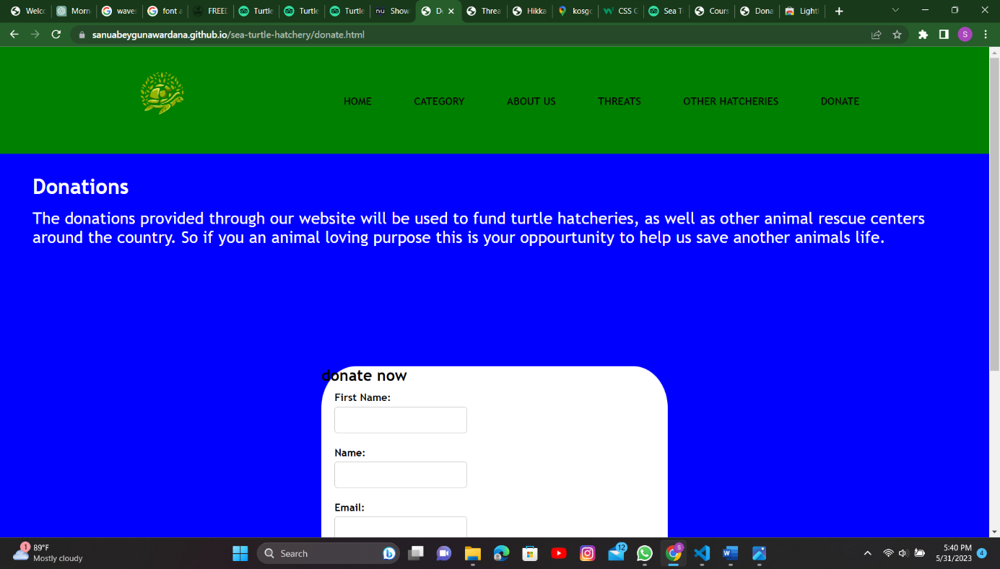 Welco
Morn
wave:
font a
FREED
Turtle
Turtle
Turtle
nu Show
Do
Threa
Hikka
kosgo
CSS G
Sea T
Cours
Dona
Light
sanuabeygunawardana.github.io/sea-turtle-hatchery/donate.html
S
HOME CATEGORY ABOUT US THREATS OTHER HATCHERIES DONATE
Donations
The donations provided through our website will be used to fund turtle hatcheries, as well as other animal rescue centers
around the country. So if you an animal loving purpose this is your oppourtunity to help us save another animals life.
donate now
First Name:
Name:
Email:
1
89°F
Mostly cloudy
Search
12
S
5:40 PM
5/31/2023
4